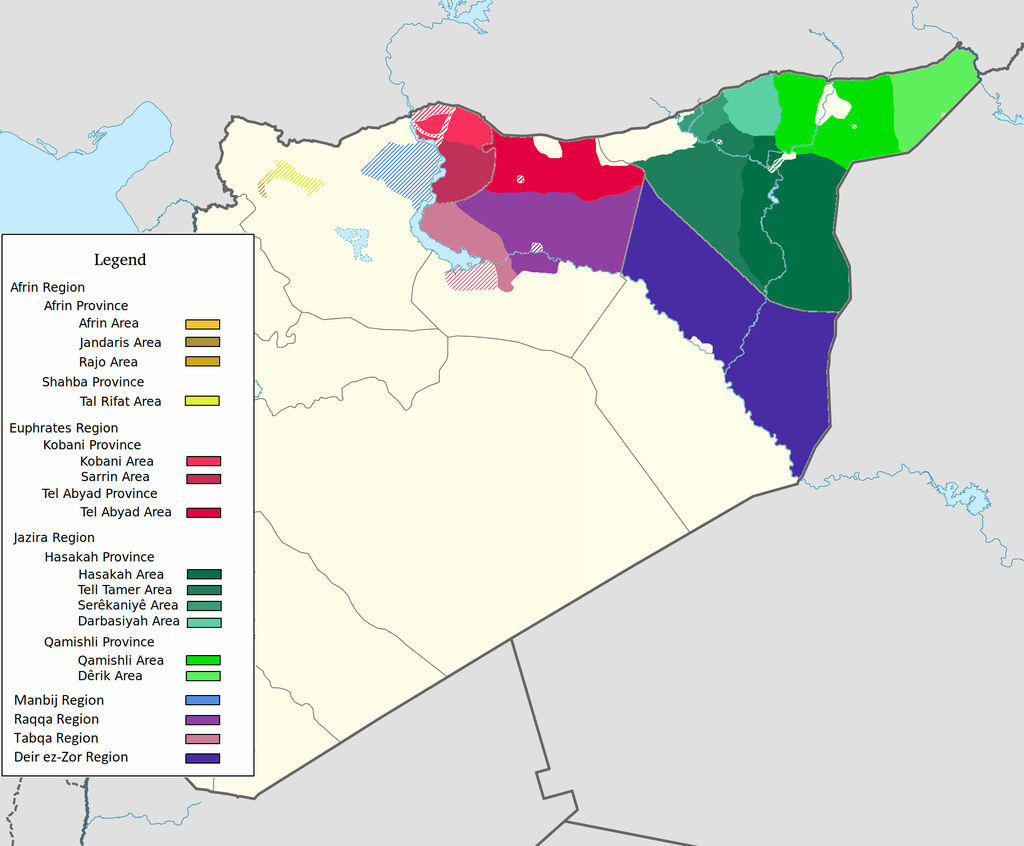 Legend
Afrin Region
Afrin Province
Afrin Area
Jandaris Area
Rajo Area
Shahba Province
Tal Rifat Area
Euphrates Region
Kobani Province
Kobani Area
Sarrin Area
Tel Abyad Province
Tel Abyad Area
Jazira Region
Hasakah Province
Hasakah Area
Tell Tamer Area
Serêkaniyê Area
Darbasiyah Area
Qamishli Province
Qamishli Area
Dêrik Area
Manbij Region
Raqqa Region
Tabqa Region
Deir ez-Zor Region